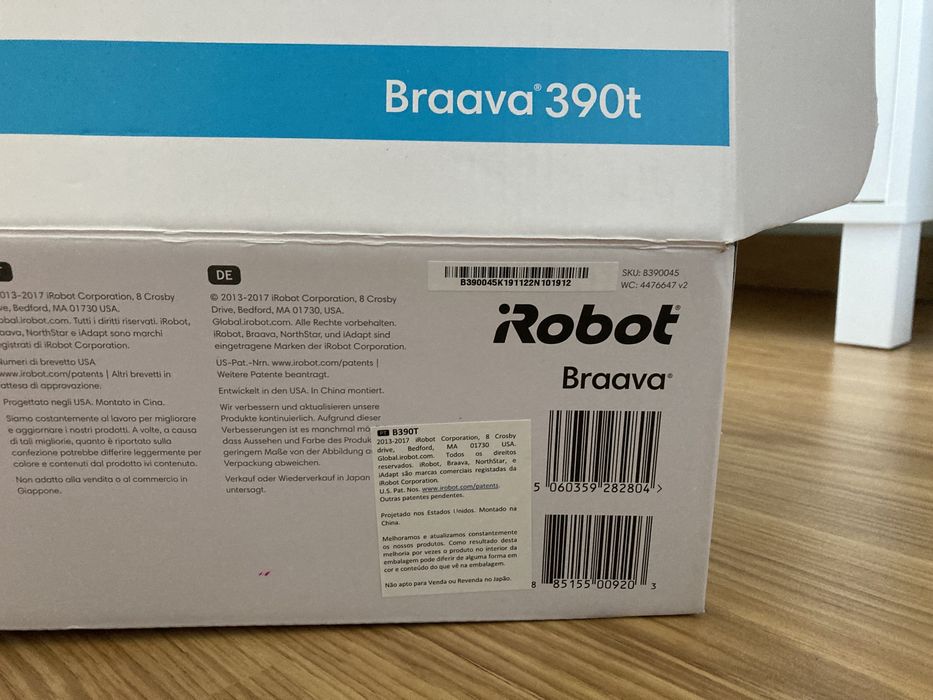 Braava® 390t
DE
B390045K191122N101912
SKU: B390045
WC: 4476647 v2
iRobot®
Braava®
013-2017 iRobot Corporation, 8 Crosby
Bedford, MA 01730 USA.
Global.irobot.com. Tutti i diritti riservati. iRobot,
Braava, NorthStar e iAdapt sono marchi
registrati di iRobot Corporation.
Numeri di brevetto USA
www.irobot.com/patents | Altri brevetti in
attesa di approvazione.
Progettato negli USA. Montato in Cina.
Siamo costantemente al lavoro per migliorare
e aggiornare i nostri prodotti. A volte, a causa
di tali migliorie, quanto è riportato sulla
confezione potrebbe differire leggermente per
colore e contenuti dal prodotto ivi contenuto.
Non adatto alla vendita o al commercio in
Giappone.
© 2013-2017 iRobot Corporation, 8 Crosby
Drive, Bedford, MA 01730, USA.
Global.irobot.com. Alle Rechte vorbehalten.
iRobot, Braava, NorthStar, und iAdapt sind
eingetragene Marken der iRobot Corporation.
US-Pat.-Nrn. www.irobot.com/patents |
Weitere Patente beantragt.
Entwickelt in den USA. In China montiert.
Wir verbessern und aktualisieren unsere
Produkte kontinuierlich. Aufgrund dieser
Verbesserungen ist es manchmal mö
dass Aussehen und Farbe des Produk
geringem Maße von der Abbildung a
Verpackung abweichen.
Verkauf oder Wiederverkauf in Japan
untersagt.
PT B390T
2013-2017 iRobot Corporation, 8 Crosby
drive, Bedford, MA 01730 USA.
Global.irobot.com. Todos os direitos
reservados. iRobot, Braava, NorthStar, e
iAdapt são marcas comerciais registadas da
iRobot Corporation.
U.S. Pat. Nos. www.irobot.com/patents.
Outras patentes pendentes.
Projetado nos Estados Unidos. Montado na
China.
Melhoramos e atualizamos constantemente
os nossos produtos. Como resultado desta
melhoria por vezes o produto no interior da
embalagem pode diferir de alguma forma em
cor e conteúdo do que vê na embalagem.
Não apto para Venda ou Revenda no Japão.
5 060359 282804 >
8 85155 00920 3